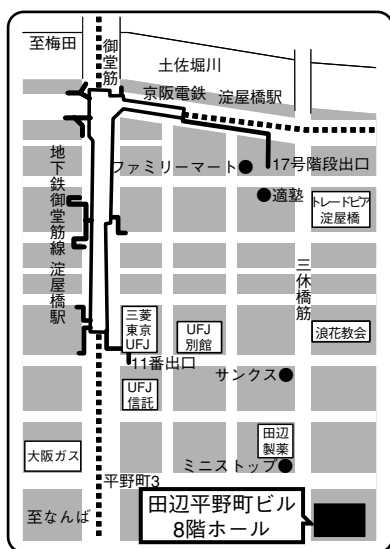 至梅田
御堂筋
土佐堀川
京阪電鉄 淀屋橋駅
地下鉄御堂筋線 淀屋橋駅
ファミリーマート
17号階段出口
適塾
トレードピア
淀屋橋
三休橋筋
三菱
東京
UFJ
UFJ
別館
浪花教会
11番出口
サンクス
UFJ
信託
田辺
製薬
大阪ガス
ミニストップ
平野町3
至なんば
田辺平野町ビル
8階ホール